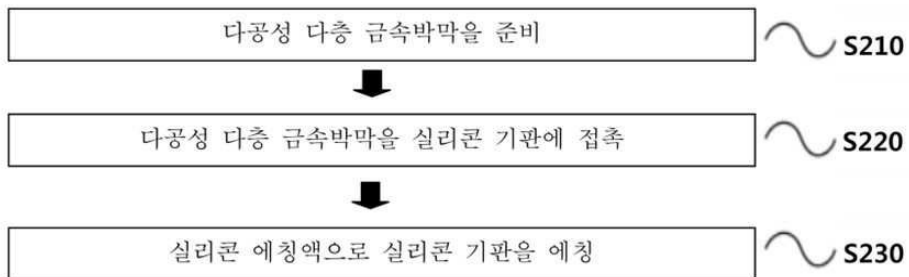 다공성 다층 금속박막을 준비
S210
다공성 다층 금속박막을 실리콘 기판에 접촉
S220
실리콘 에칭액으로 실리콘 기판을 에칭
S230